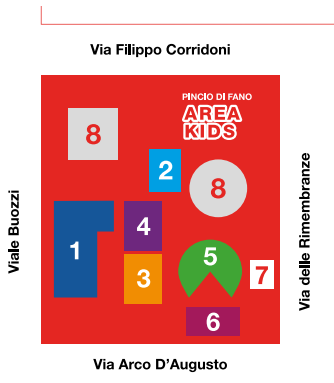 Via Filippo Corridoni
PINCIO DI FANO
AREA
KIDS
8
2
8
Viale Buozzi
1
4
3
5
7
6
Via delle Rimembranze
Via Arco D'Augusto